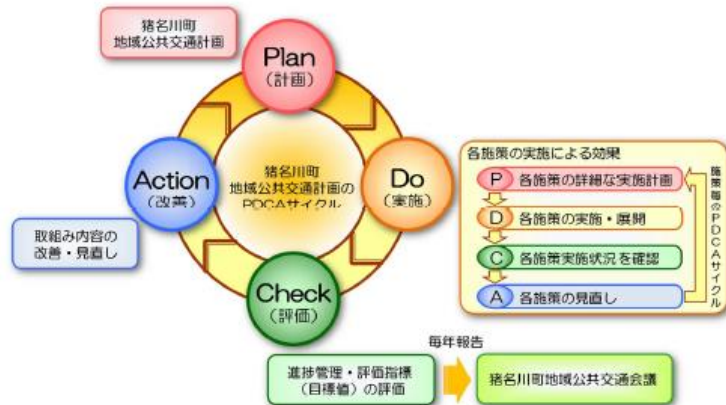 猪名川町
地域公共交通計画
Plan
(計画)
Action
(改善)
猪名川町
地域公共交通計画の
PDCAサイクル
Do
(実施)
取組み内容の
改善・見直し
Check
(評価)
進捗管理・評価指標
(目標値)の評価
毎年報告
猪名川町地域公共交通会議
各施策の実施による効果
P 各施策の詳細な実施計画
D 各施策の実施・展開
C 各施策実施状況を確認
A 各施策の見直し
施策毎のPDCAサイクル